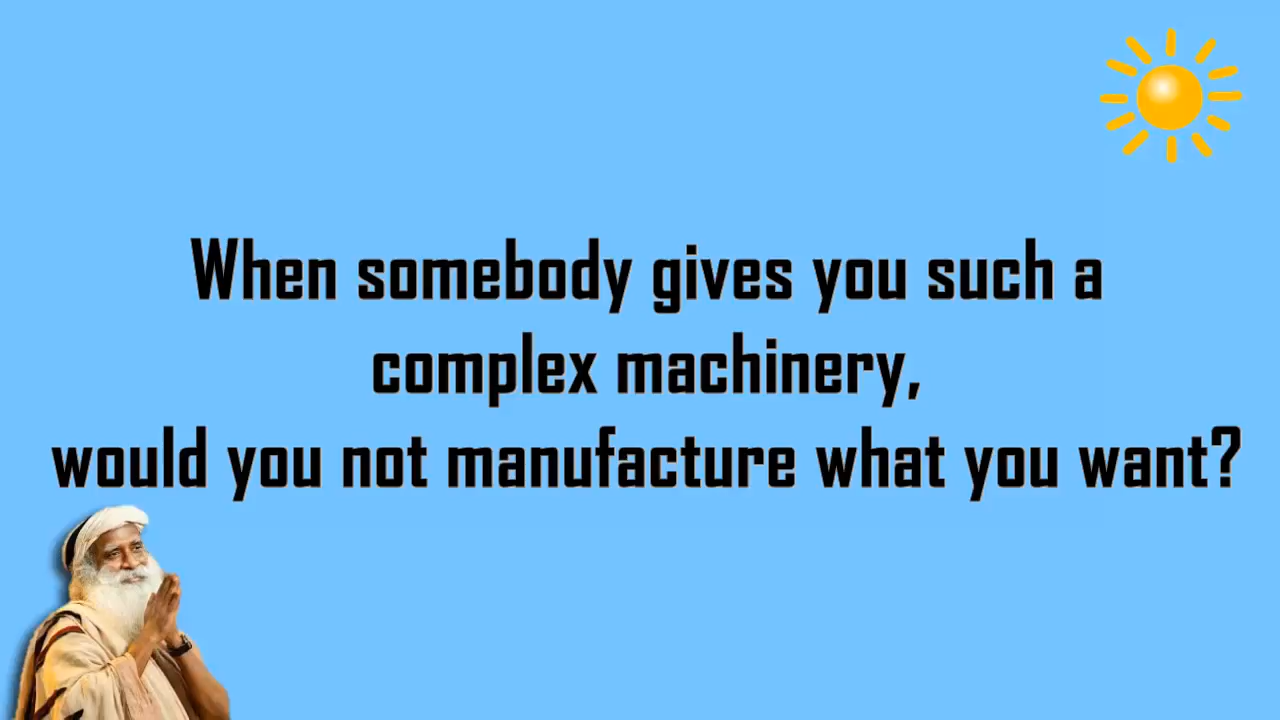 When somebody gives you such a
complex machinery,
would you not manufacture what you want?